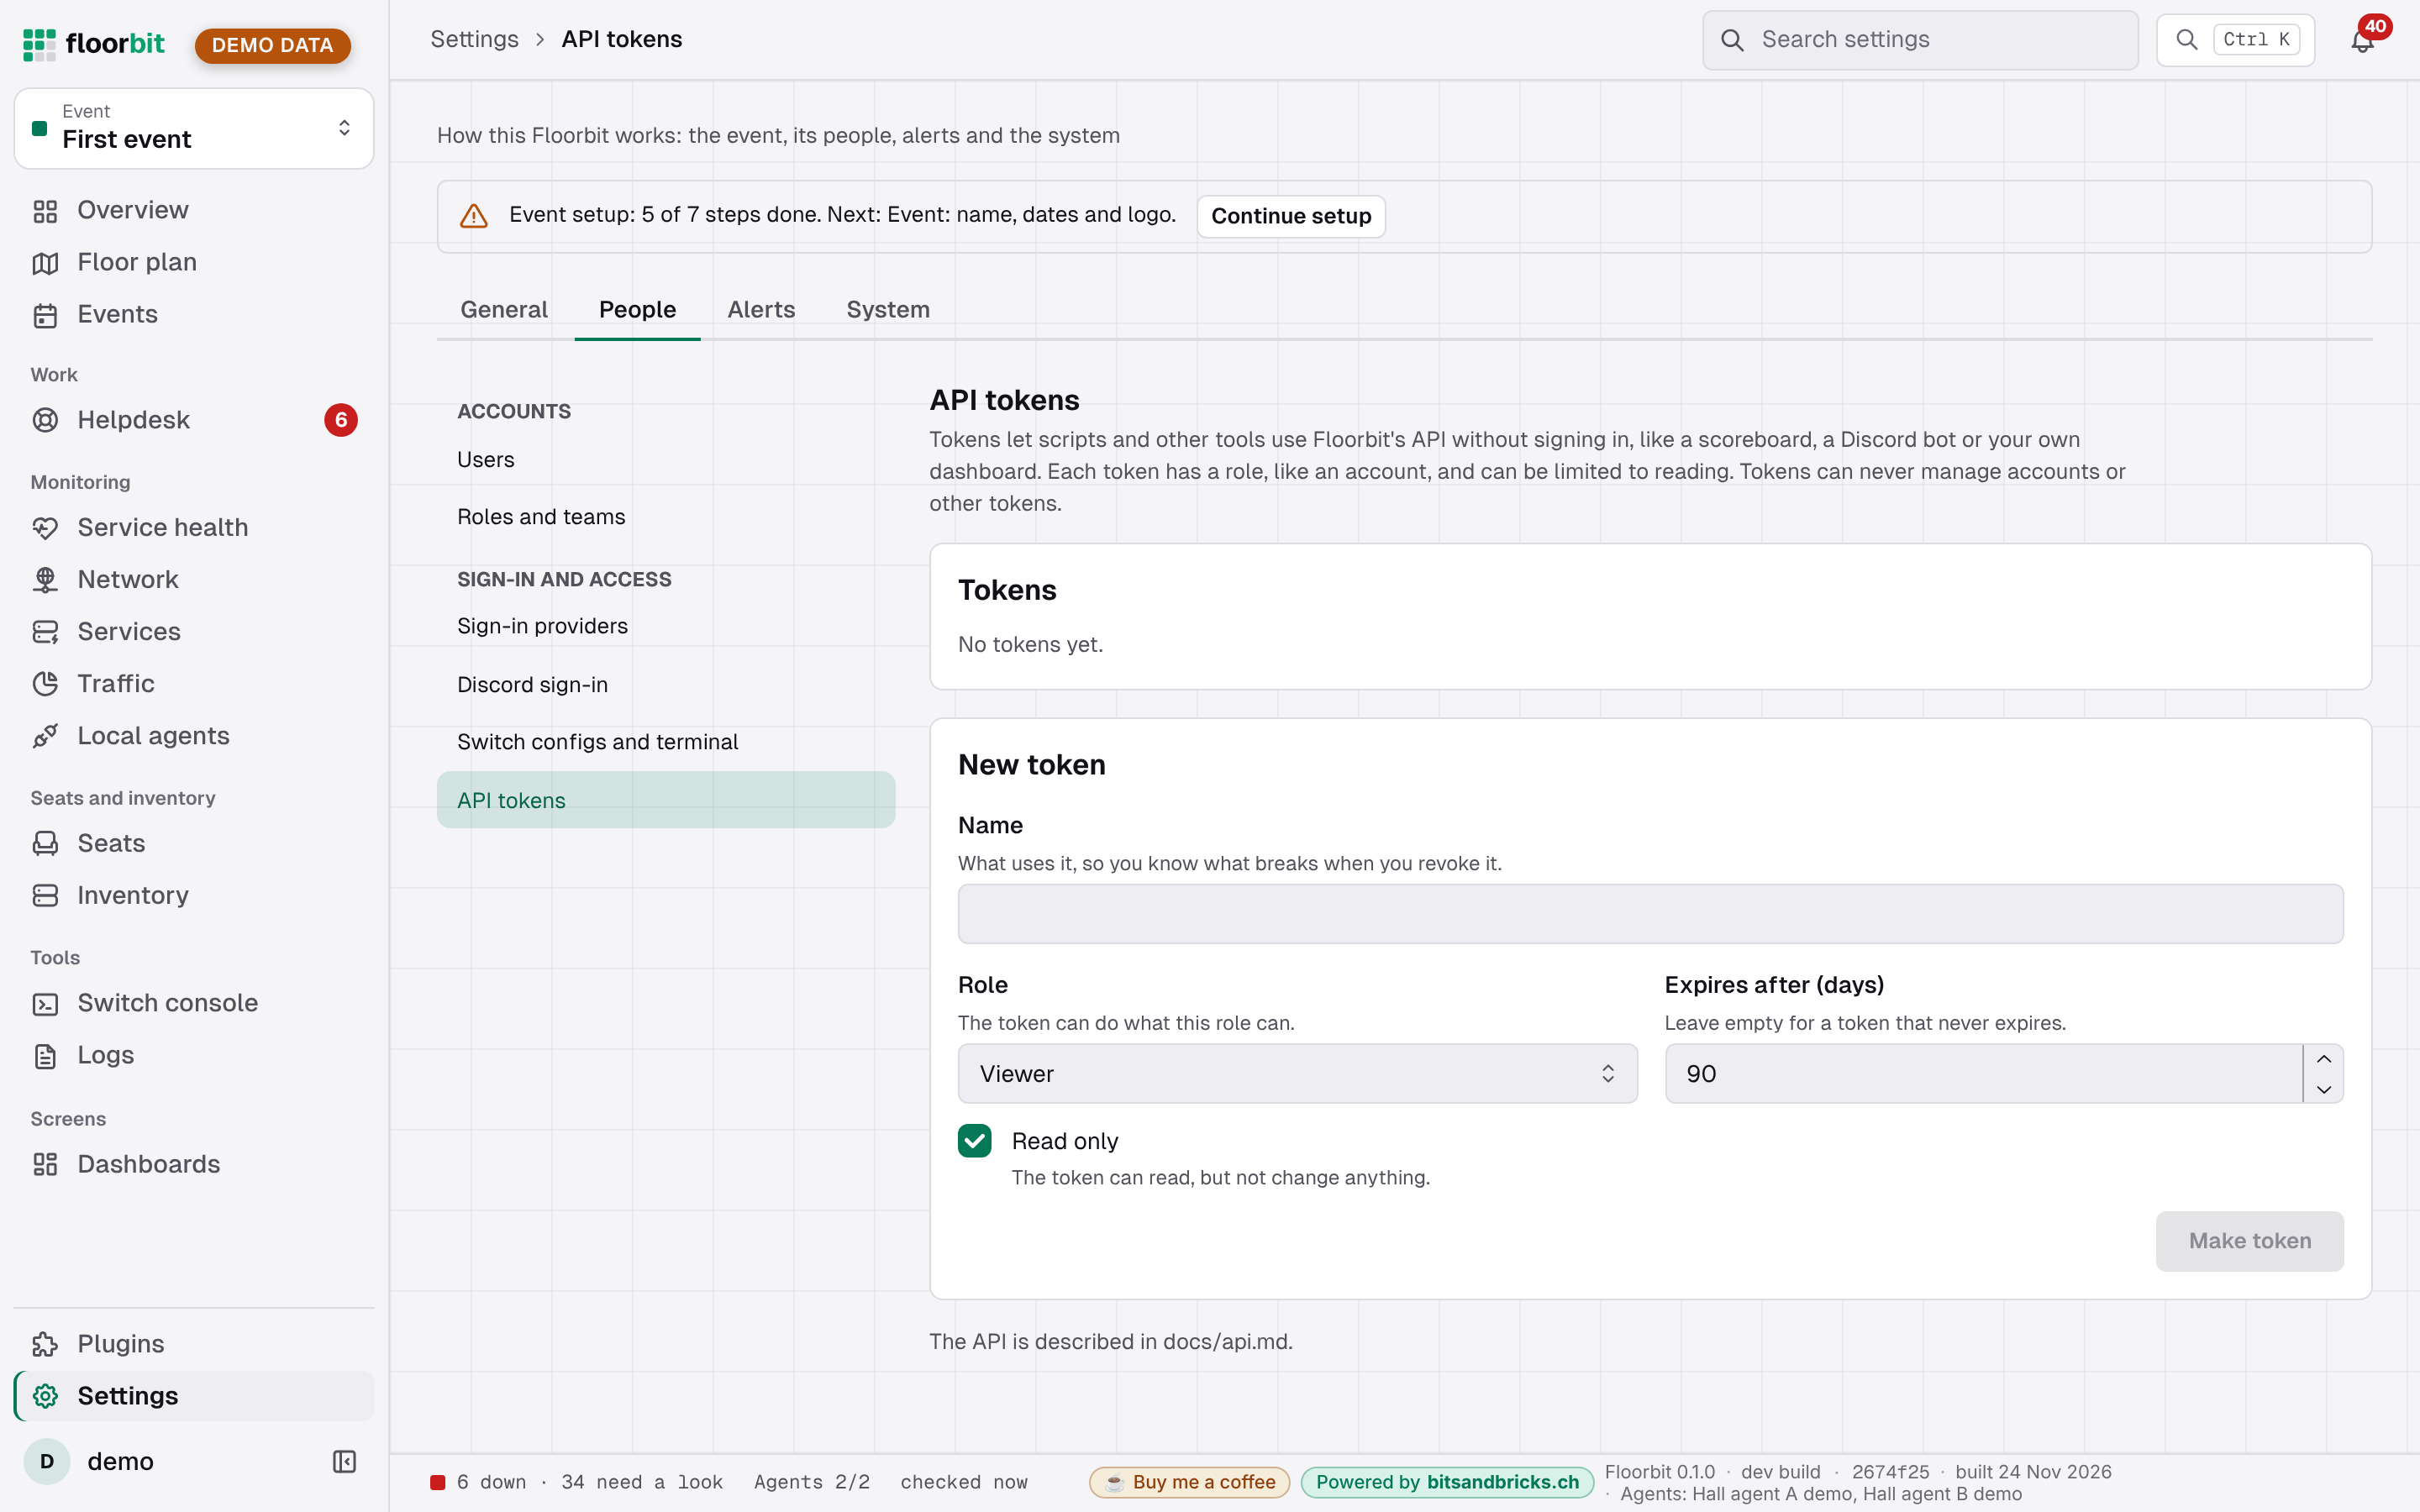 floorbit
DEMO DATA
Event
First event
Overview
Floor plan
Events
Work
Helpdesk
6
Monitoring
Service health
Network
Services
Traffic
Local agents
Seats and inventory
Seats
Inventory
Tools
Switch console
Logs
Screens
Dashboards
Plugins
Settings
D
demo
Settings
API tokens
Search settings
Ctrl K
40
How this Floorbit works: the event, its people, alerts and the system
Event setup: 5 of 7 steps done. Next: Event: name, dates and logo.
Continue setup
General
People
Alerts
System
ACCOUNTS
Users
Roles and teams
SIGN-IN AND ACCESS
Sign-in providers
Discord sign-in
Switch configs and terminal
API tokens
API tokens
Tokens let scripts and other tools use Floorbit's API without signing in, like a scoreboard, a Discord bot or your own
dashboard. Each token has a role, like an account, and can be limited to reading. Tokens can never manage accounts or
other tokens.
Tokens
No tokens yet.
New token
Name
What uses it, so you know what breaks when you revoke it.
Role
The token can do what this role can.
Viewer
Expires after (days)
Leave empty for a token that never expires.
90
Read only
The token can read, but not change anything.
Make token
The API is described in docs/api.md.
6 down · 34 need a look
Agents 2/2
checked now
☕ Buy me a coffee
Powered by bitsandbricks.ch
Floorbit 0.1.0 · dev build · 2674f25 · built 24 Nov 2026
· Agents: Hall agent A demo, Hall agent B demo